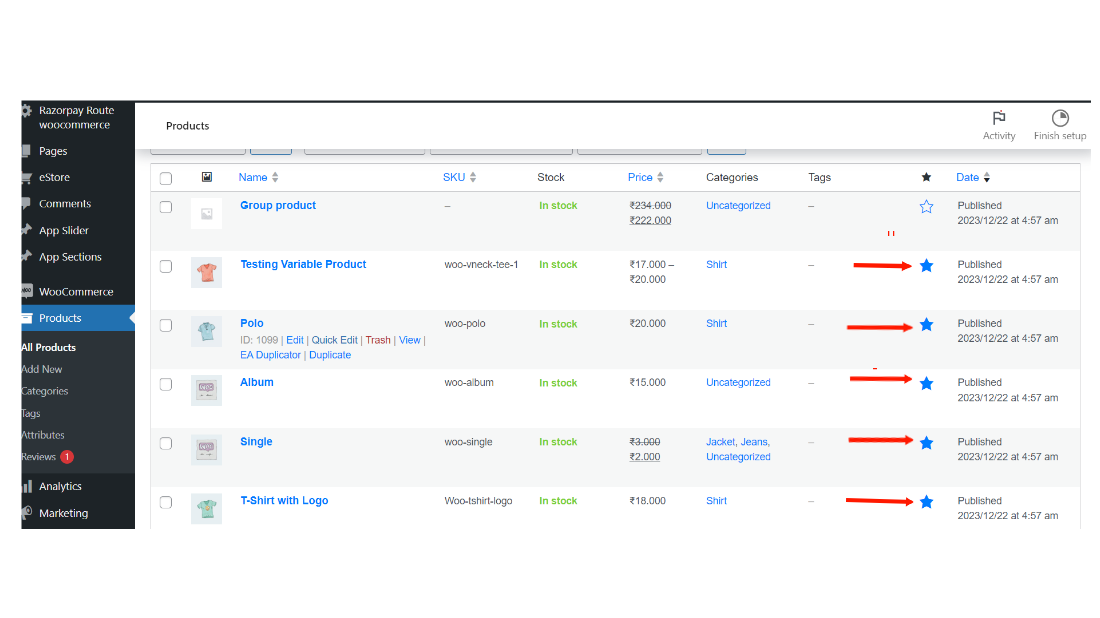 Razorpay Route
woocommerce
Pages
eStore
Comments
App Slider
App Sections
WooCommerce
Products
All Products
Add New
Categories
Tags
Attributes
Reviews 1
Analytics
Marketing
Products
Activity
Finish setup
Name SKU Stock Price Categories Tags Date
Group product – In stock ₹234.000 Uncategorized – Published
₹222.000 2023/12/22 at 4:57 am
Testing Variable Product woo-vneck-tee-1 In stock ₹17.000 – Shirt – Published
₹20.000 2023/12/22 at 4:57 am
Polo woo-polo In stock ₹20.000 Shirt – Published
ID: 1099 | Edit | Quick Edit | Trash | View | 2023/12/22 at 4:57 am
EA Duplicator | Duplicate
Album woo-album In stock ₹15.000 Uncategorized – Published
2023/12/22 at 4:57 am
Single woo-single In stock ₹3.000 Jacket, Jeans, – Published
₹2.000 Uncategorized 2023/12/22 at 4:57 am
T-Shirt with Logo Woo-tshirt-logo In stock ₹18.000 Shirt – Published
2023/12/22 at 4:57 am